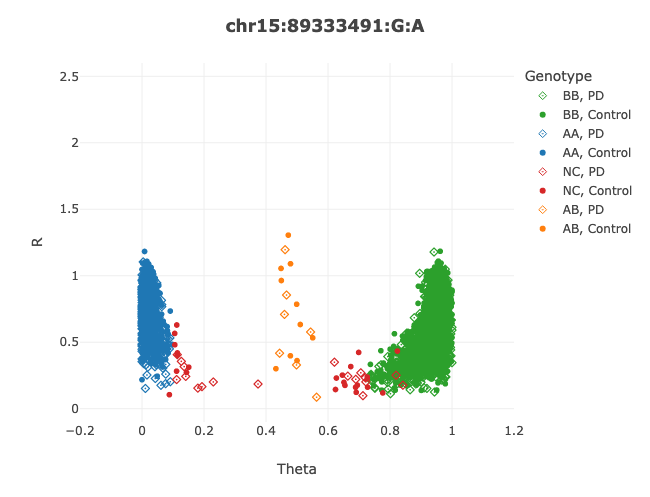 chr15:89333491:G:A
Genotype
BB, PD
BB, Control
AA, PD
AA, Control
NC, PD
NC, Control
AB, PD
AB, Control
2.5
2
1.5
1
0.5
0
R
−0.2 0 0.2 0.4 0.6 0.8 1 1.2
Theta